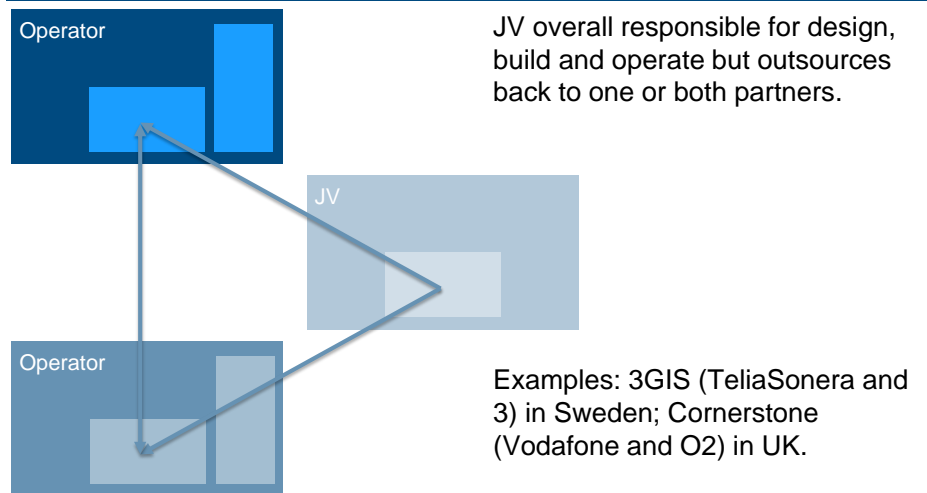 Operator
JV overall responsible for design,
build and operate but outsources
back to one or both partners.
JV
Operator
Examples: 3GIS (TeliaSonera and
3) in Sweden; Cornerstone
(Vodafone and O2) in UK.